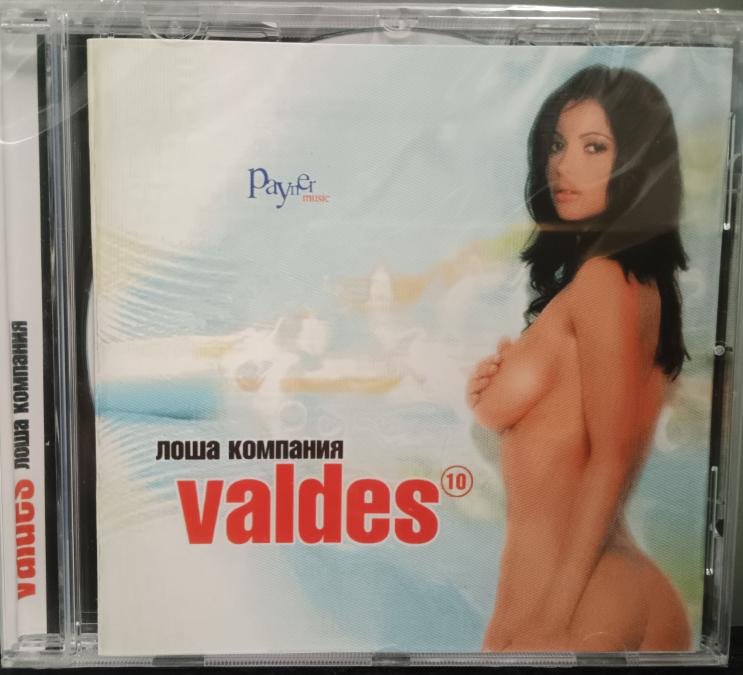 Payner
music
лоша компания
valdes 10
valdes лоша компания